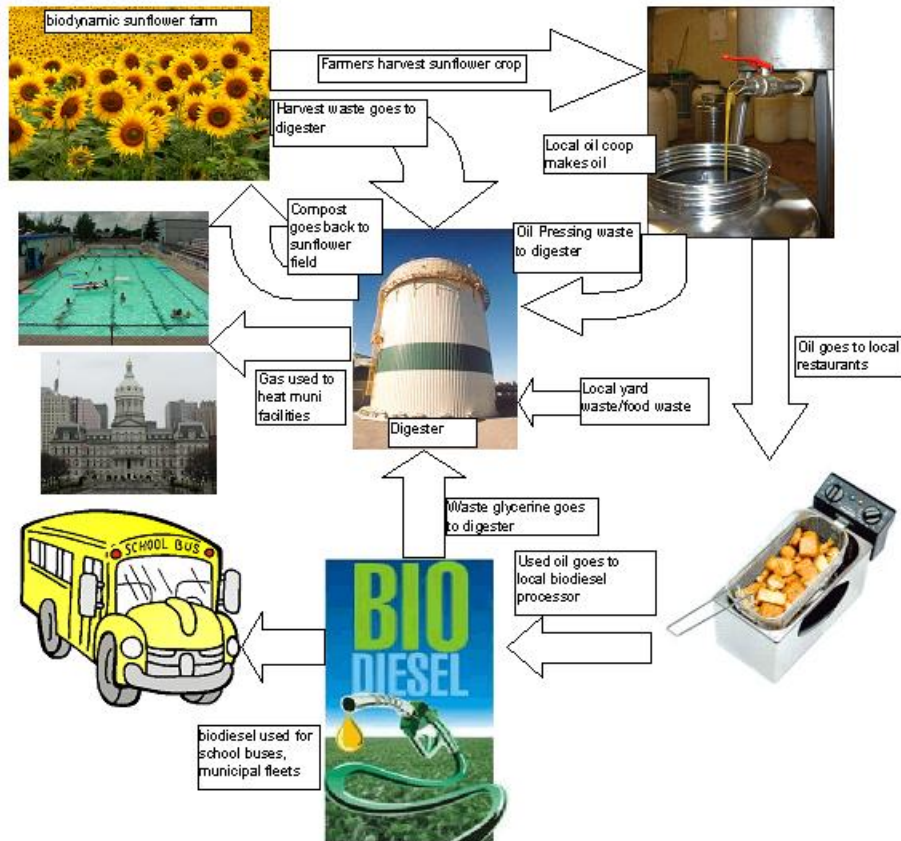 biodynamic sunflower farm
Farmers harvest sunflower crop
Harvest waste goes to
digester
Local oil coop
makes oil
Compost
goes back to
sunflower
field
Oil Pressing waste
to digester
Oil goes to local
restaurants
Gas used to
heat muni
facilities
Local yard
waste/food waste
Digester
Waste glycerine goes
to digester
SCHOOL BUS
Used oil goes to
local biodiesel
processor
BIO
DIESEL
biodiesel used for
school buses,
municipal fleets